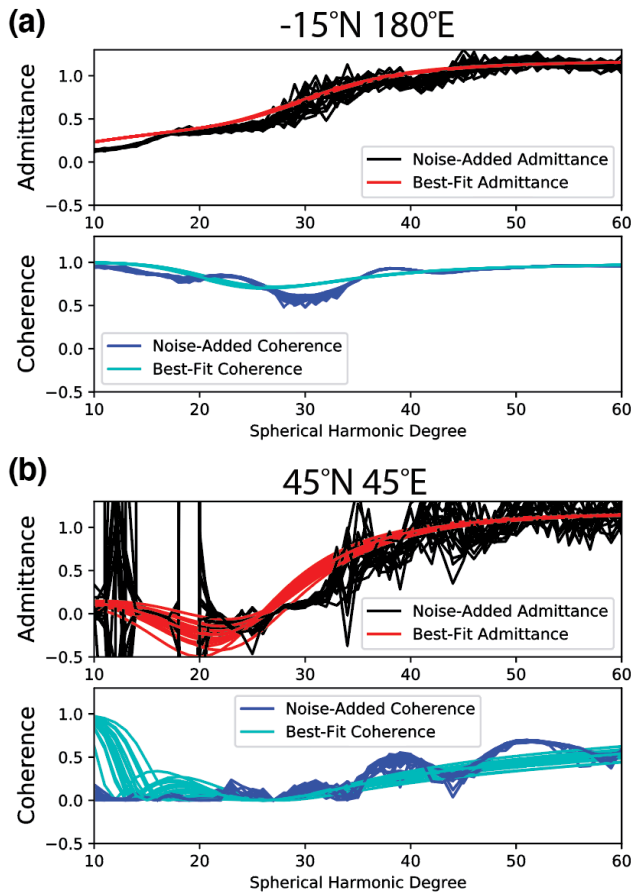 (a)
-15°N 180°E
Admittance
1.0
0.5
0.0
−0.5
Noise-Added Admittance
Best-Fit Admittance
10 20 30 40 50 60
Coherence
1.0
0.5
0.0
−0.5
Noise-Added Coherence
Best-Fit Coherence
10 20 30 40 50 60
Spherical Harmonic Degree
(b)
45°N 45°E
Admittance
1.0
0.5
0.0
−0.5
Noise-Added Admittance
Best-Fit Admittance
10 20 30 40 50 60
Coherence
1.0
0.5
0.0
−0.5
Noise-Added Coherence
Best-Fit Coherence
10 20 30 40 50 60
Spherical Harmonic Degree